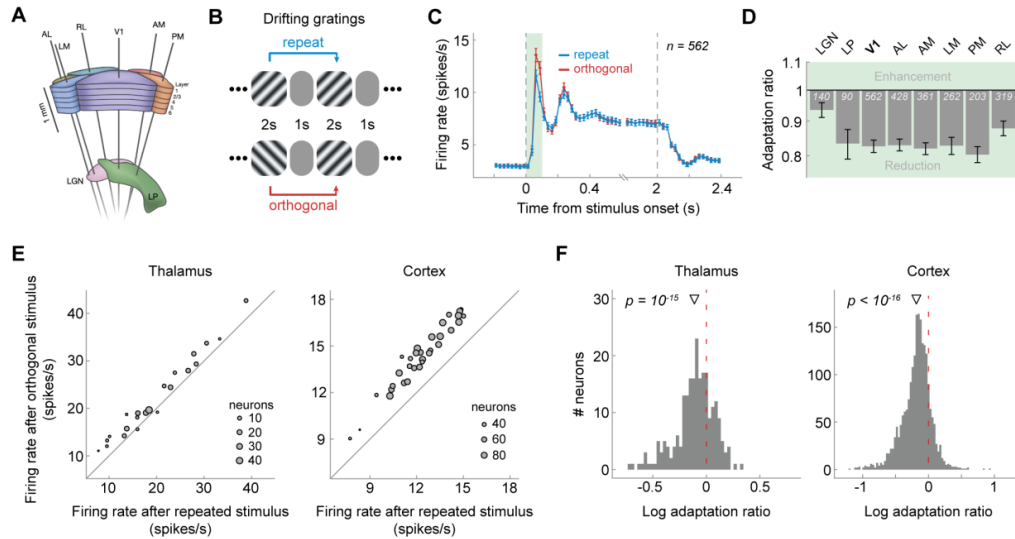 A
AL
LM
RL
V1
AM
PM
Layer
1
2/3
4
5
6
1 mm
LGN
LP
B
Drifting gratings
repeat
2s 1s 2s 1s
orthogonal
C
Firing rate (spikes/s)
15
11
7
3
n = 562
repeat
orthogonal
0 0.4 2 2.4
Time from stimulus onset (s)
D
LGN LP V1 AL AM LM PM RL
Adaptation ratio
1.1
1
0.9
0.8
Enhancement
140 90 562 428 361 262 203 319
Reduction
E
Thalamus
Firing rate after orthogonal stimulus
(spikes/s)
40
30
20
10
neurons
10
20
30
40
10 20 30 40
Firing rate after repeated stimulus
(spikes/s)
Cortex
18
15
12
9
neurons
40
60
80
9 12 15 18
Firing rate after repeated stimulus
(spikes/s)
F
Thalamus
# neurons
30
20
10
0
p = 10⁻¹⁵
-0.5 0 0.5
Log adaptation ratio
Cortex
150
100
50
0
p < 10⁻¹⁶
-1 0 1
Log adaptation ratio